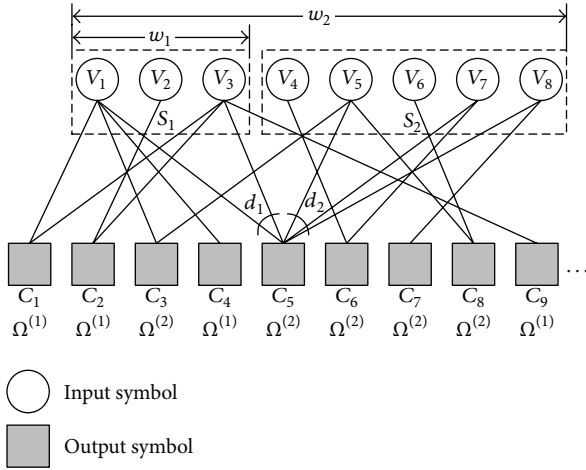 w₂
w₁
V₁ V₂ V₃ V₄ V₅ V₆ V₇ V₈
S₁ S₂
d₁ d₂
C₁ C₂ C₃ C₄ C₅ C₆ C₇ C₈ C₉ ...
Ω⁽¹⁾ Ω⁽¹⁾ Ω⁽²⁾ Ω⁽¹⁾ Ω⁽²⁾ Ω⁽²⁾ Ω⁽²⁾ Ω⁽²⁾ Ω⁽¹⁾
Input symbol
Output symbol